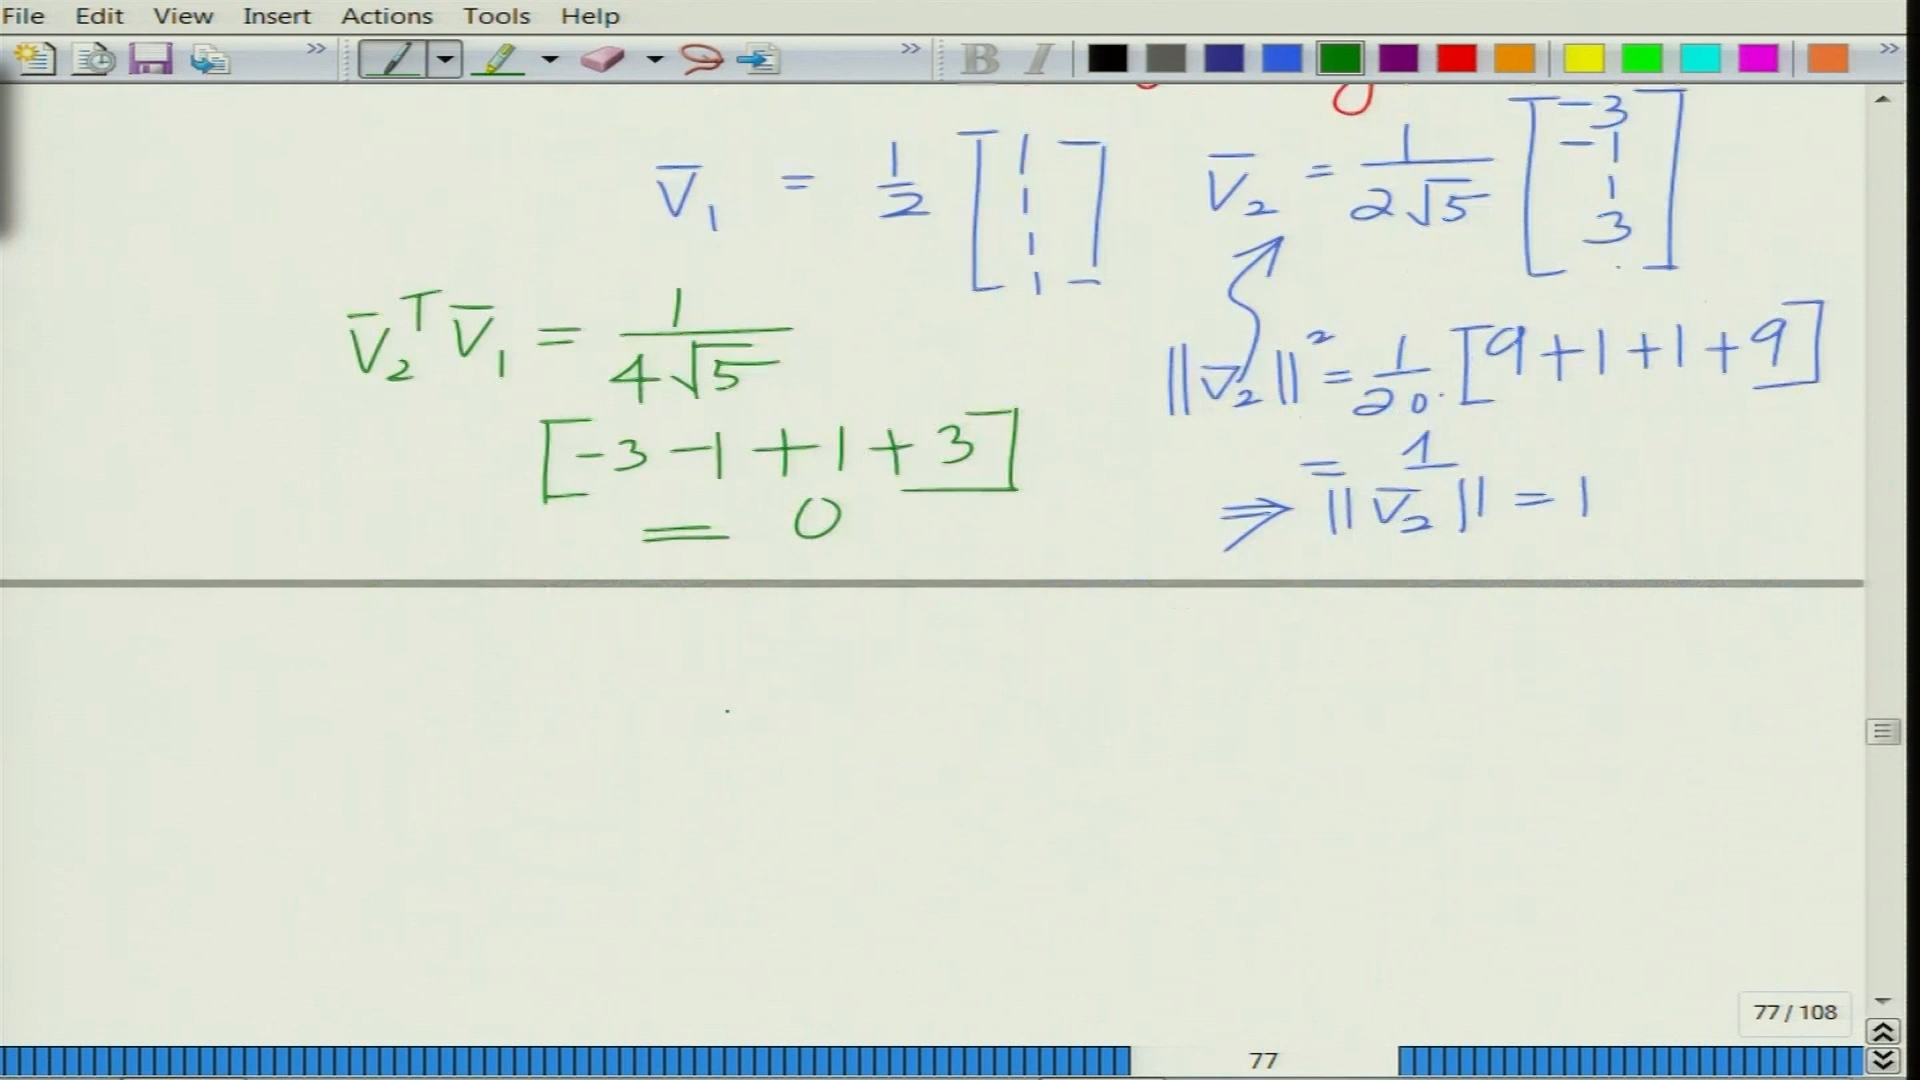 File Edit View Insert Actions Tools Help
B I
V̄₁ = 1/2 [1 1 1 1]
V̄₂ = 1/(2√5) [-3 -1 1 3]
V̄₂ᵀ V̄₁ = 1/(4√5)
[-3 -1 +1 +3]
= 0
||V̄₂||² = 1/20 [9+1+1+9]
= 1
⇒ ||V̄₂|| = 1
77 / 108
77